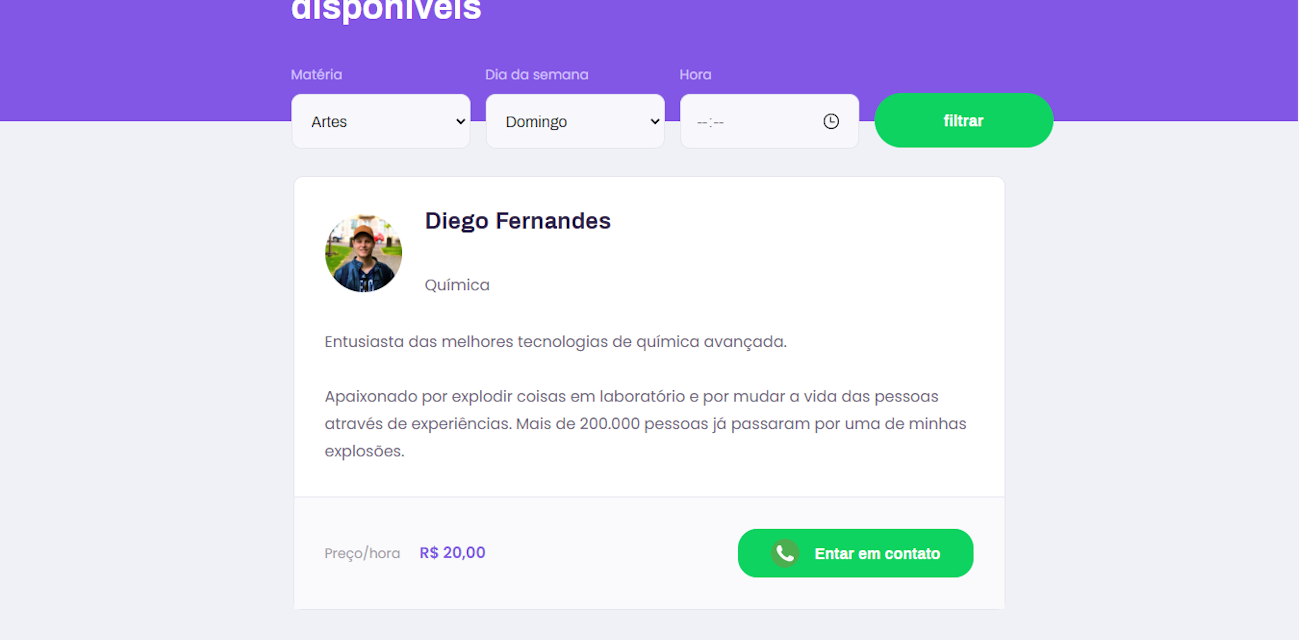 disponíveis
Matéria Dia da semana Hora
Artes Domingo --:-- filtrar
Diego Fernandes
Química
Entusiasta das melhores tecnologias de química avançada.
Apaixonado por explodir coisas em laboratório e por mudar a vida das pessoas
através de experiências. Mais de 200.000 pessoas já passaram por uma de minhas
explosões.
Preço/hora R$ 20,00 Entar em contato